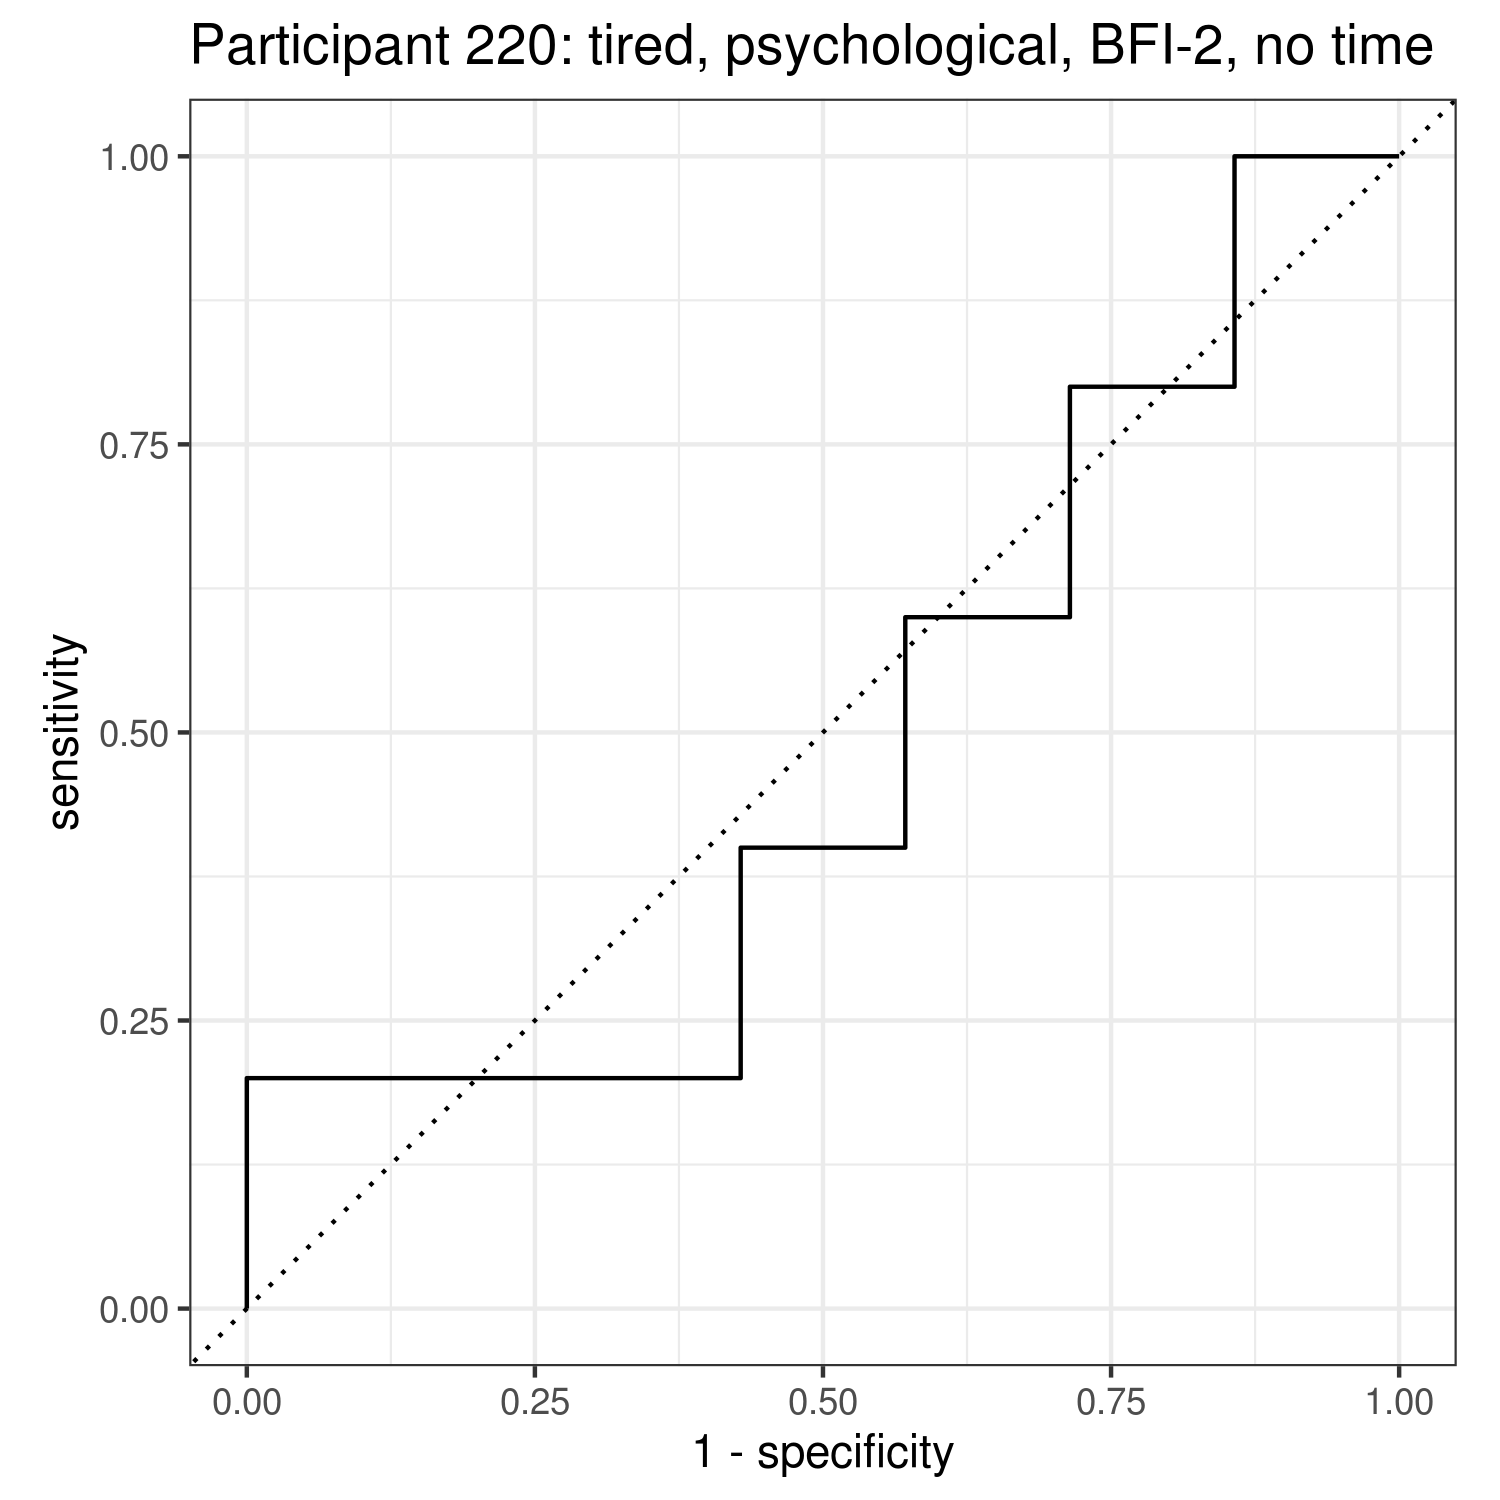 Participant 220: tired, psychological, BFI-2, no time
1.00
0.75
0.50
0.25
0.00
sensitivity
0.00 0.25 0.50 0.75 1.00
1 - specificity